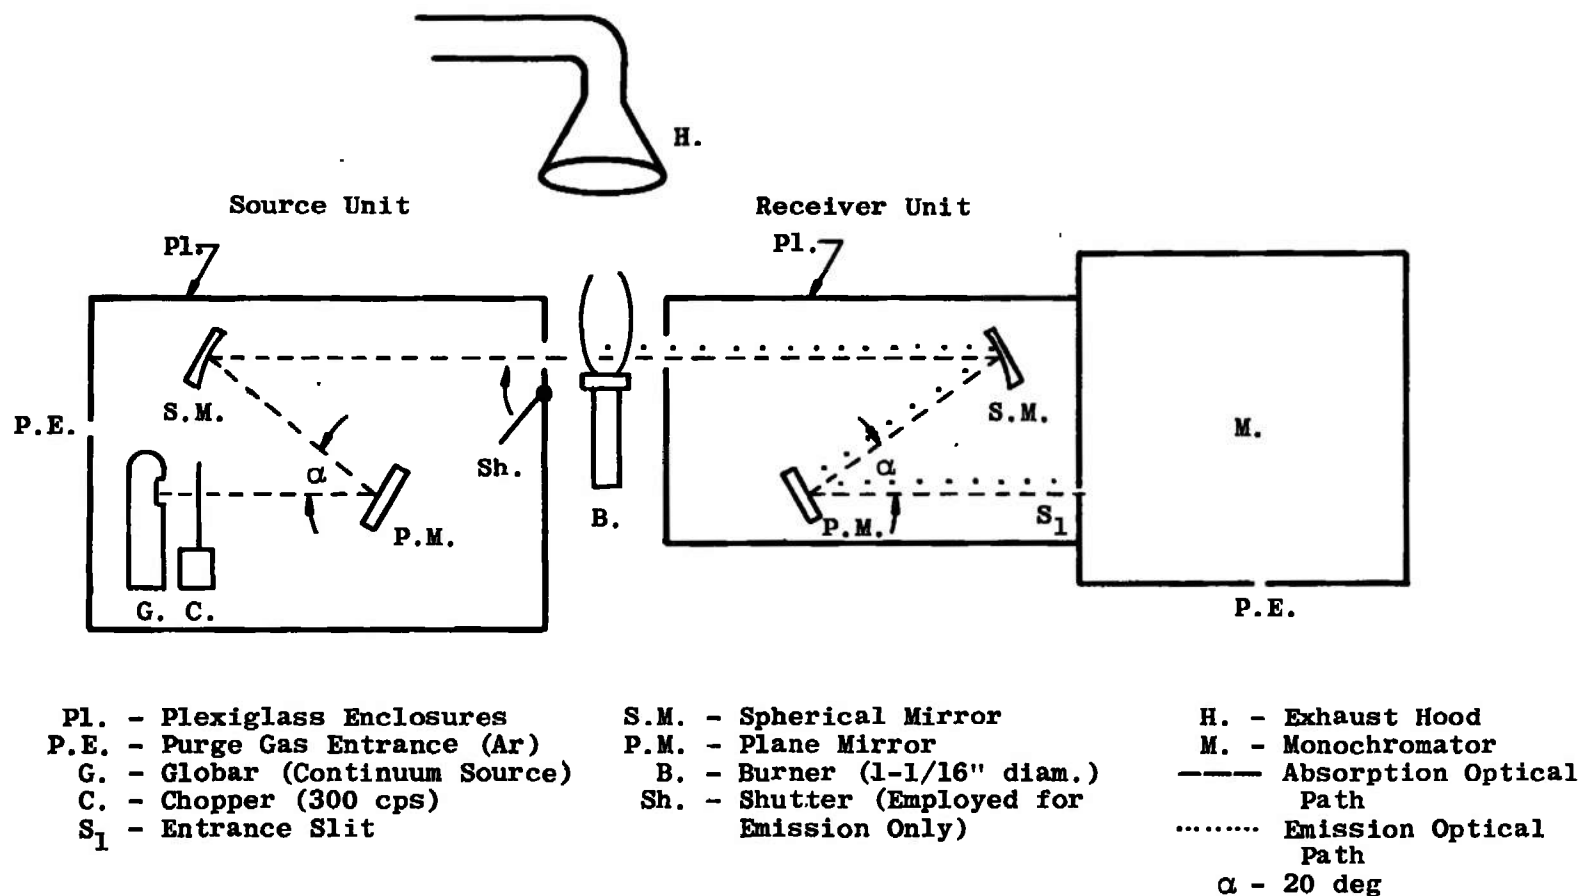 H.
Source Unit
Receiver Unit
Pl.
Pl.
S.M.
S.M.
P.E.
M.
α
Sh.
α
B.
S1
P.M.
P.M.
G. C.
P.E.
Pl. - Plexiglass Enclosures
P.E. - Purge Gas Entrance (Ar)
G. - Globar (Continuum Source)
C. - Chopper (300 cps)
S1 - Entrance Slit
S.M. - Spherical Mirror
P.M. - Plane Mirror
B. - Burner (1-1/16" diam.)
Sh. - Shutter (Employed for
Emission Only)
H. - Exhaust Hood
M. - Monochromator
Absorption Optical
Path
Emission Optical
Path
α - 20 deg